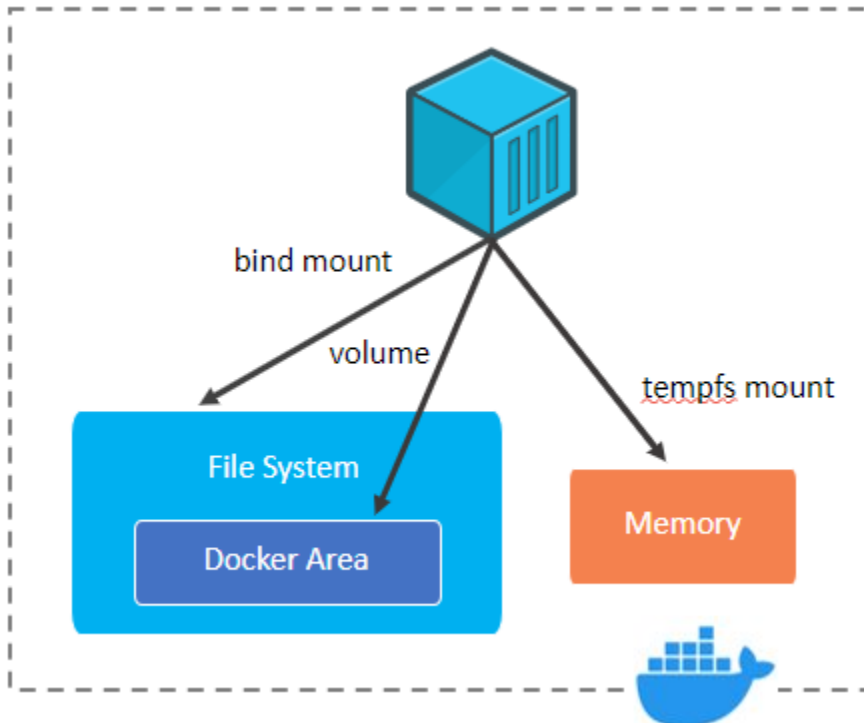 bind mount
volume
tempfs mount
File System
Memory
Docker Area